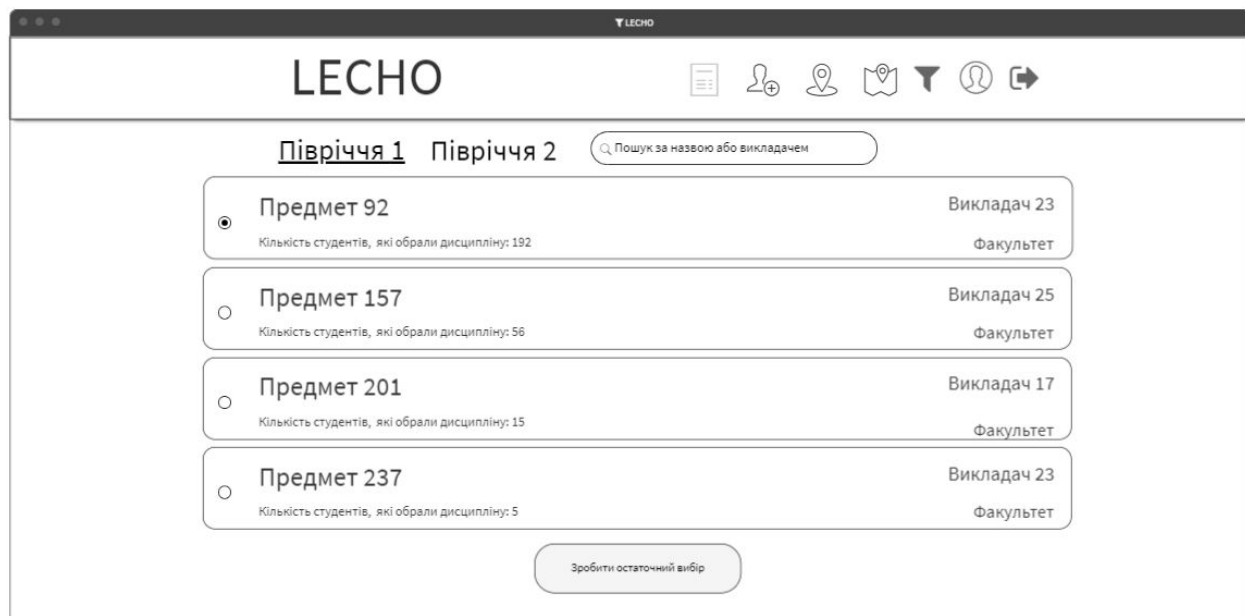 LECHO
LECHO
Півріччя 1 Півріччя 2 Пошук за назвою або викладачем
Предмет 92 Викладач 23
Кількість студентів, які обрали дисципліну: 192 Факультет
Предмет 157 Викладач 25
Кількість студентів, які обрали дисципліну: 56 Факультет
Предмет 201 Викладач 17
Кількість студентів, які обрали дисципліну: 15 Факультет
Предмет 237 Викладач 23
Кількість студентів, які обрали дисципліну: 5 Факультет
Зробити остаточний вибір